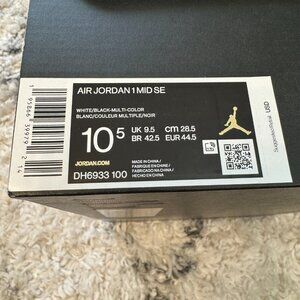 AIR JORDAN 1 MID SE
WHITE/BLACK-MULTI-COLOR
BLANC/COULEUR MULTIPLE/NOIR
10 5
UK 9.5 CM 28.5
BR 42.5 EUR 44.5
JORDAN.COM
DH6933 100
MADE IN CHINA/
FABRIQUE EN CHINE/
FABRICADO NA CHINA/
HECHO EN CHINA
USD